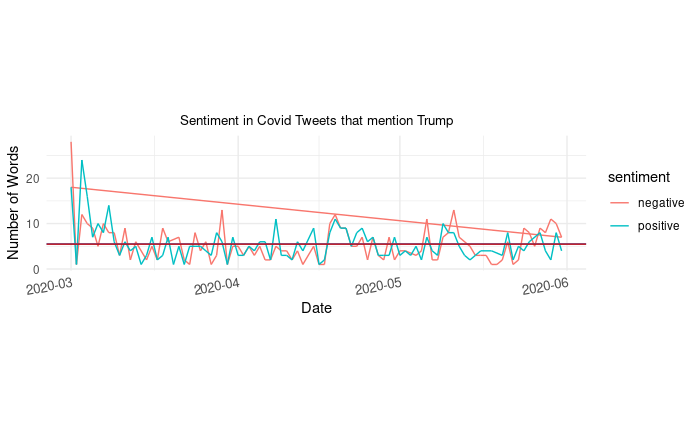 Sentiment in Covid Tweets that mention Trump
Number of Words
20
10
0
2020-03
2020-04
2020-05
2020-06
Date
sentiment
negative
positive